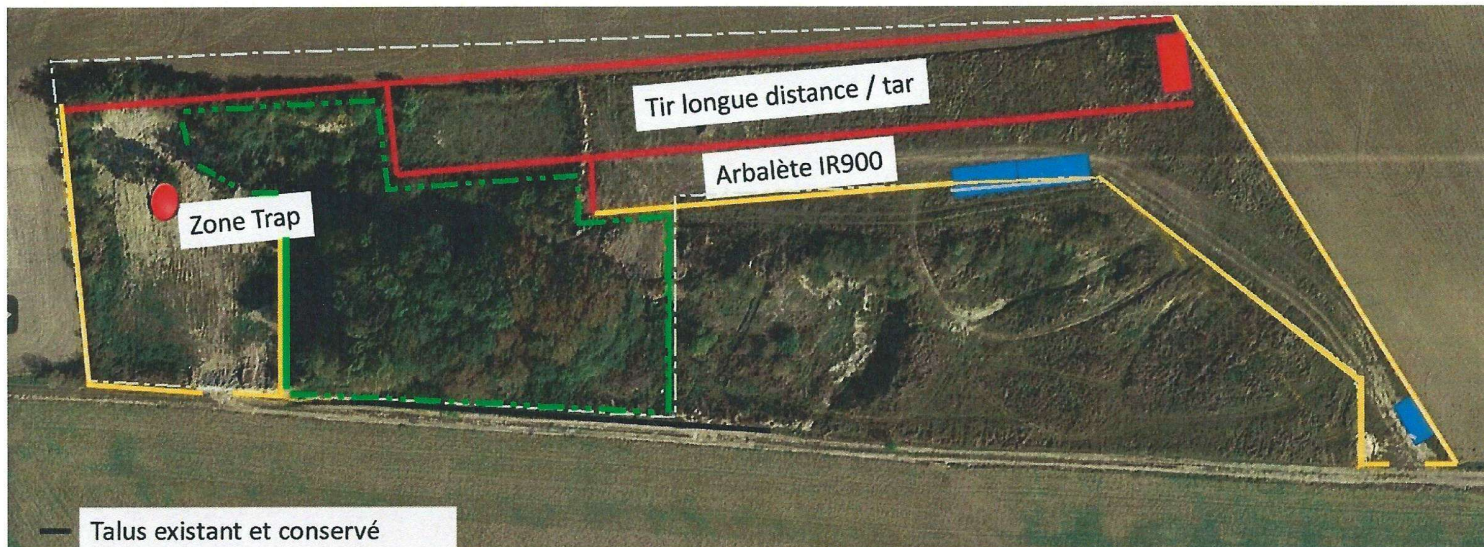 Tir longue distance / tar
Arbalète IR900
Zone Trap
Talus existant et conservé